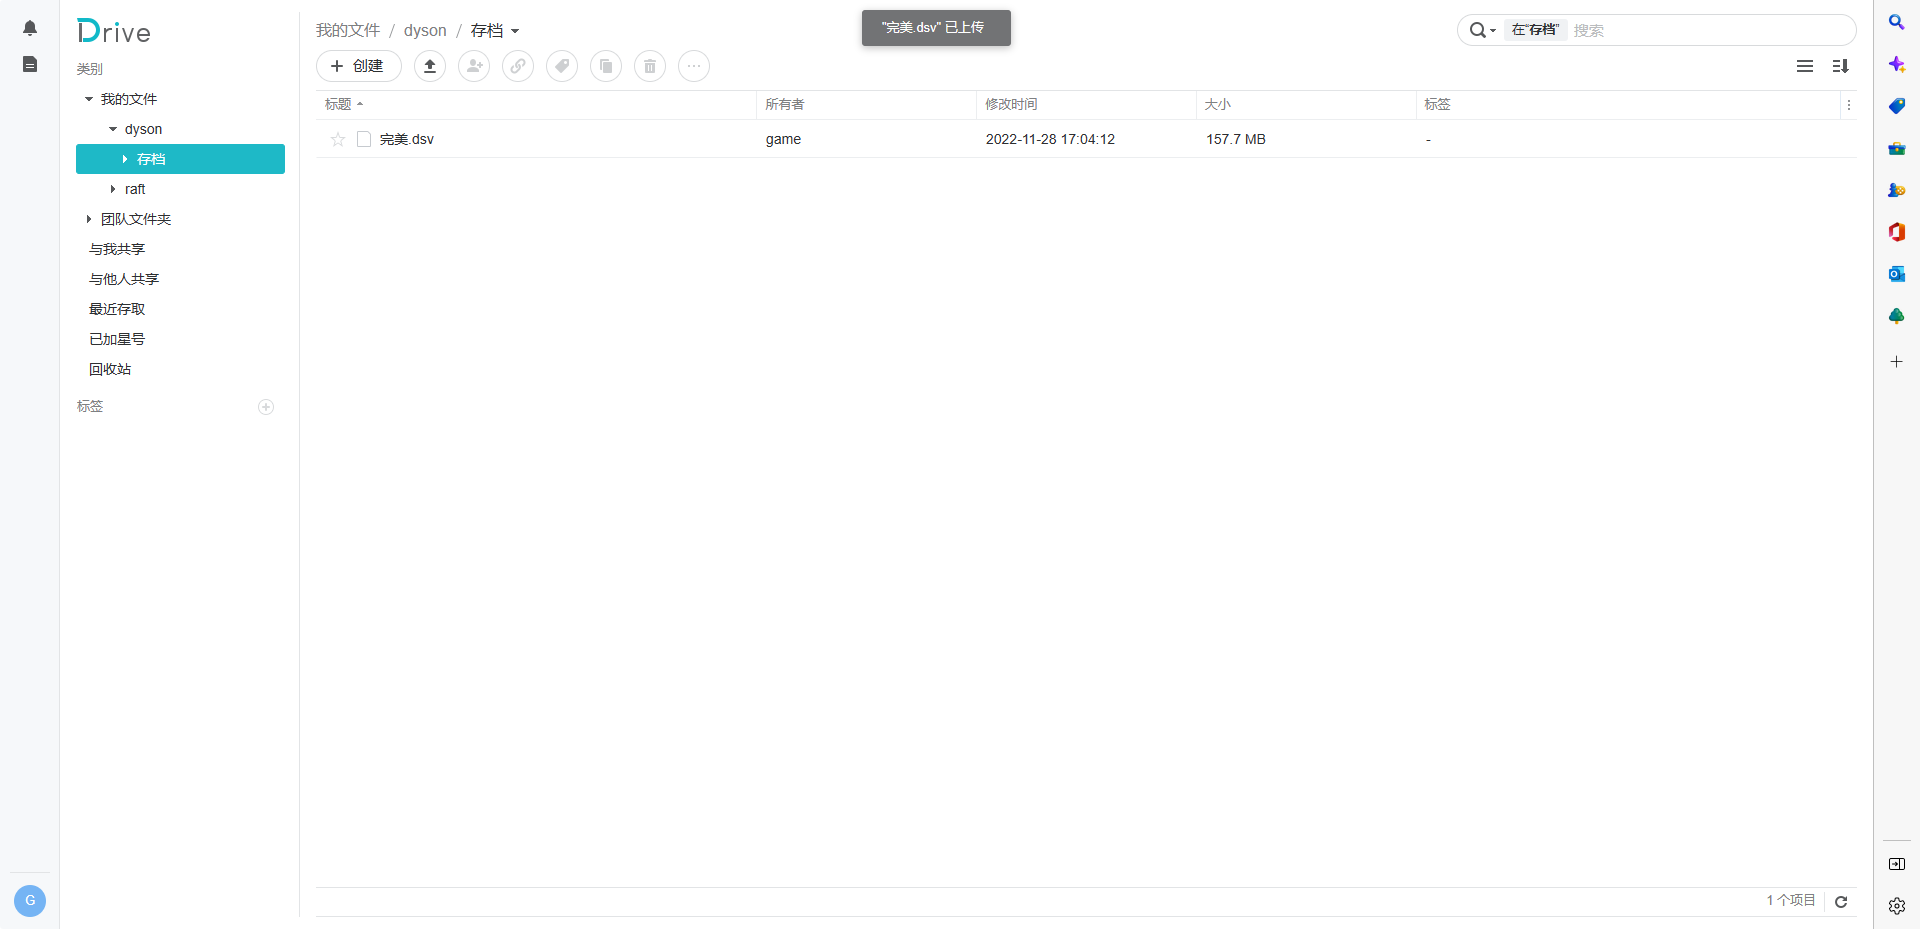 Drive
类别
我的文件
dyson
存档
raft
团队文件夹
与我共享
与他人共享
最近存取
已加星号
回收站
标签
G
我的文件 / dyson / 存档
"完美.dsv" 已上传
在"存档" 搜索
创建
标题 所有者 修改时间 大小 标签
完美.dsv game 2022-11-28 17:04:12 157.7 MB -
1 个项目